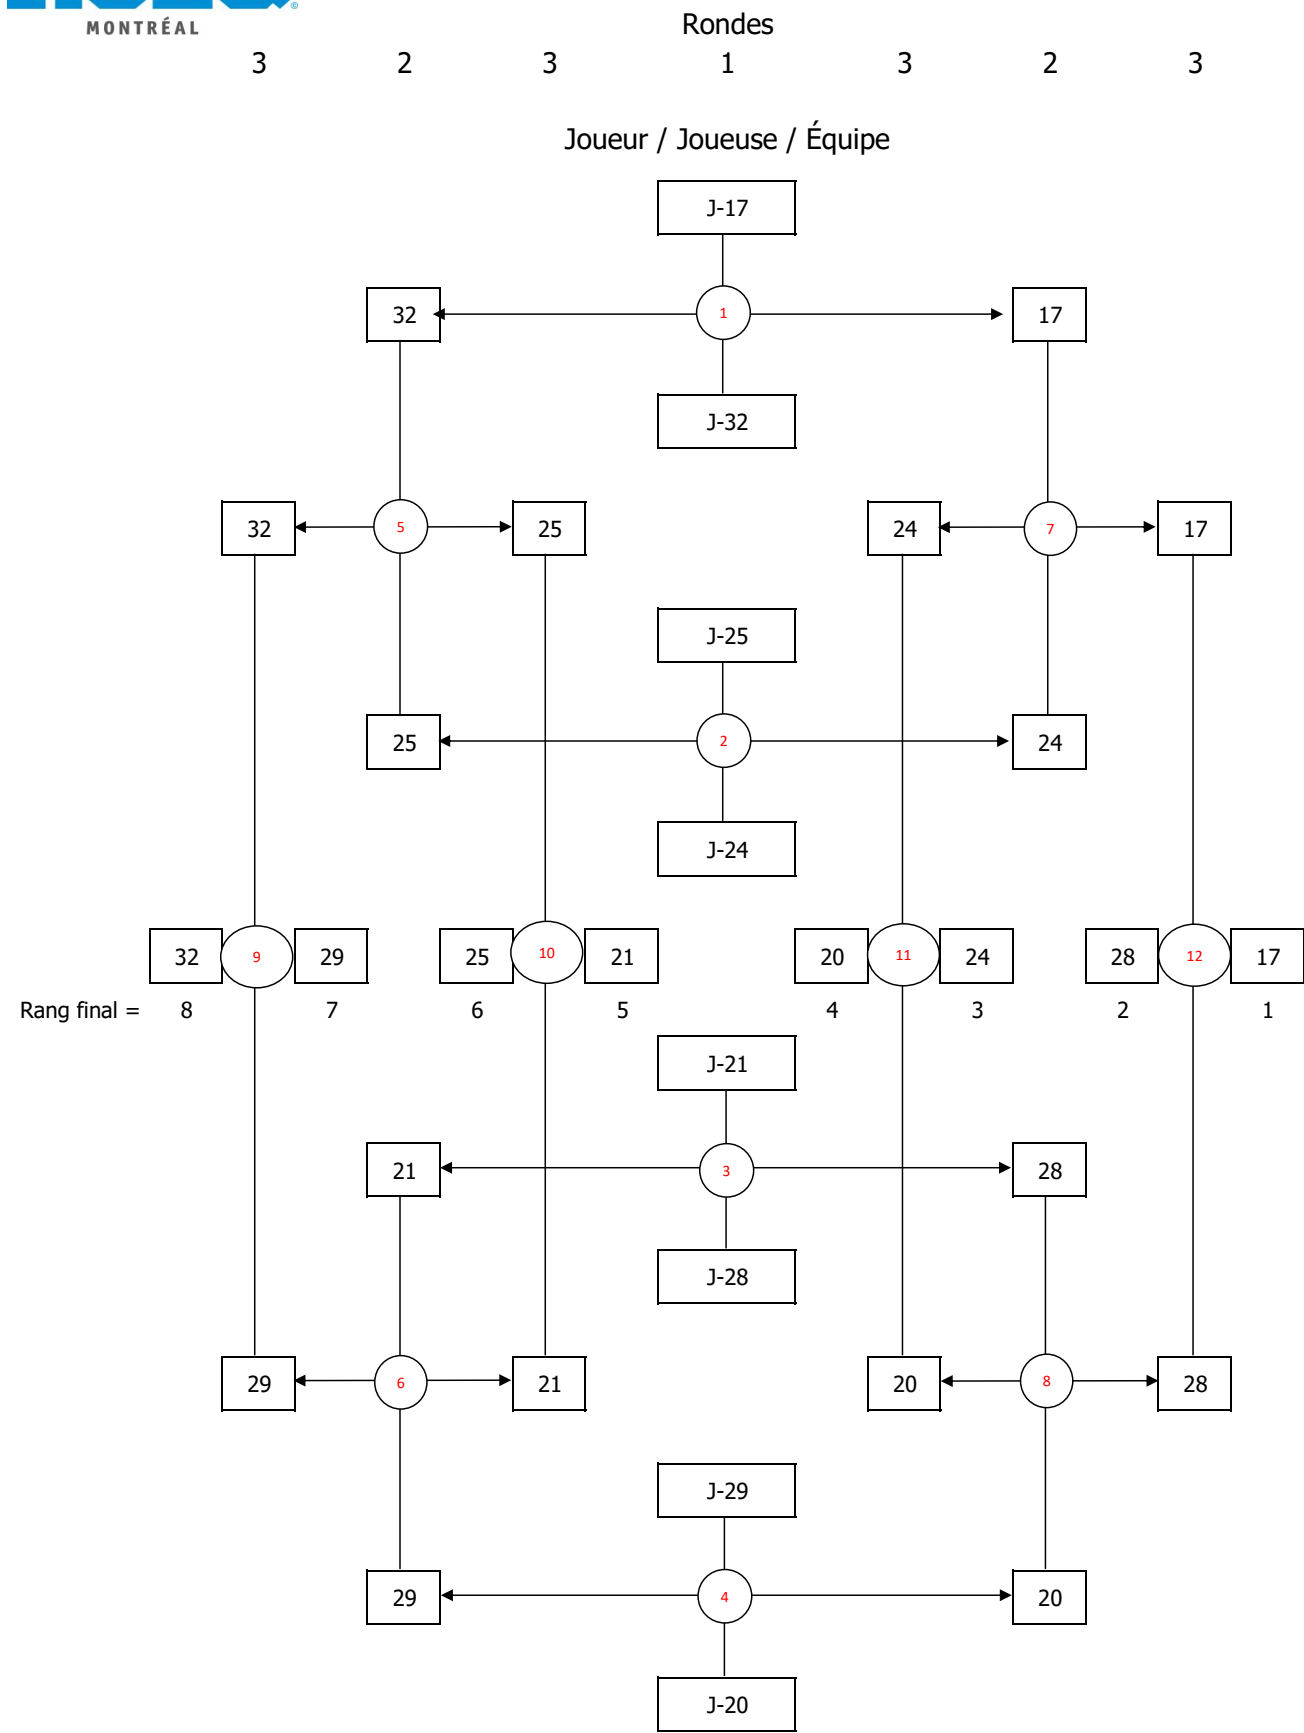 MONTRÉAL
Rondes
3 2 3 1 3 2 3
Joueur / Joueuse / Équipe
J-17
32 1 17
J-32
32 5 25 24 7 17
J-25
25 2 24
J-24
32 9 29 25 10 21 20 11 24 28 12 17
Rang final = 8 7 6 5 4 3 2 1
J-21
21 3 28
J-28
29 6 21 20 8 28
J-29
29 4 20
J-20